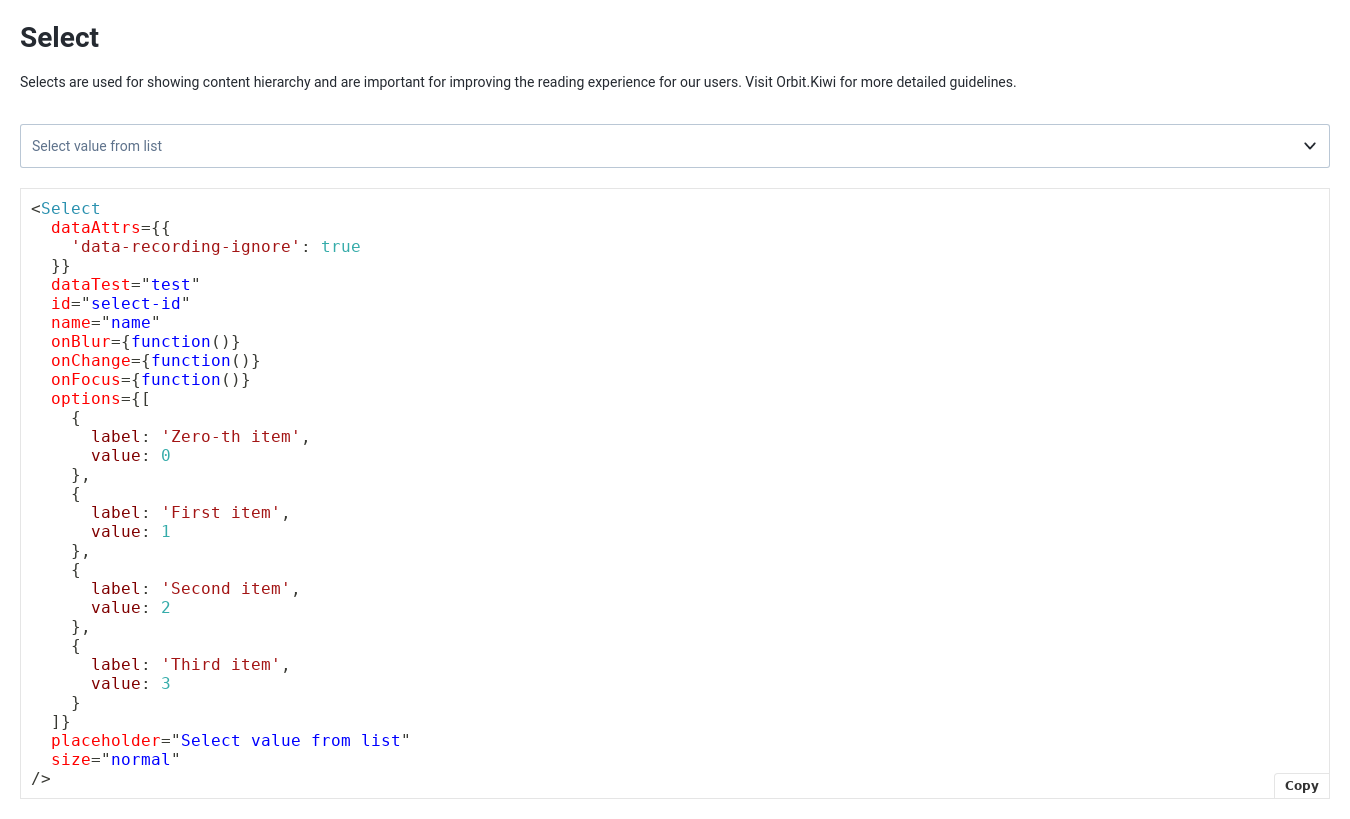 Select
Selects are used for showing content hierarchy and are important for improving the reading experience for our users. Visit Orbit.Kiwi for more detailed guidelines.
Select value from list
<Select
  dataAttrs={{
    'data-recording-ignore': true
  }}
  dataTest="test"
  id="select-id"
  name="name"
  onBlur={function()}
  onChange={function()}
  onFocus={function()}
  options={[
    {
      label: 'Zero-th item',
      value: 0
    },
    {
      label: 'First item',
      value: 1
    },
    {
      label: 'Second item',
      value: 2
    },
    {
      label: 'Third item',
      value: 3
    }
  ]}
  placeholder="Select value from list"
  size="normal"
/>
Copy